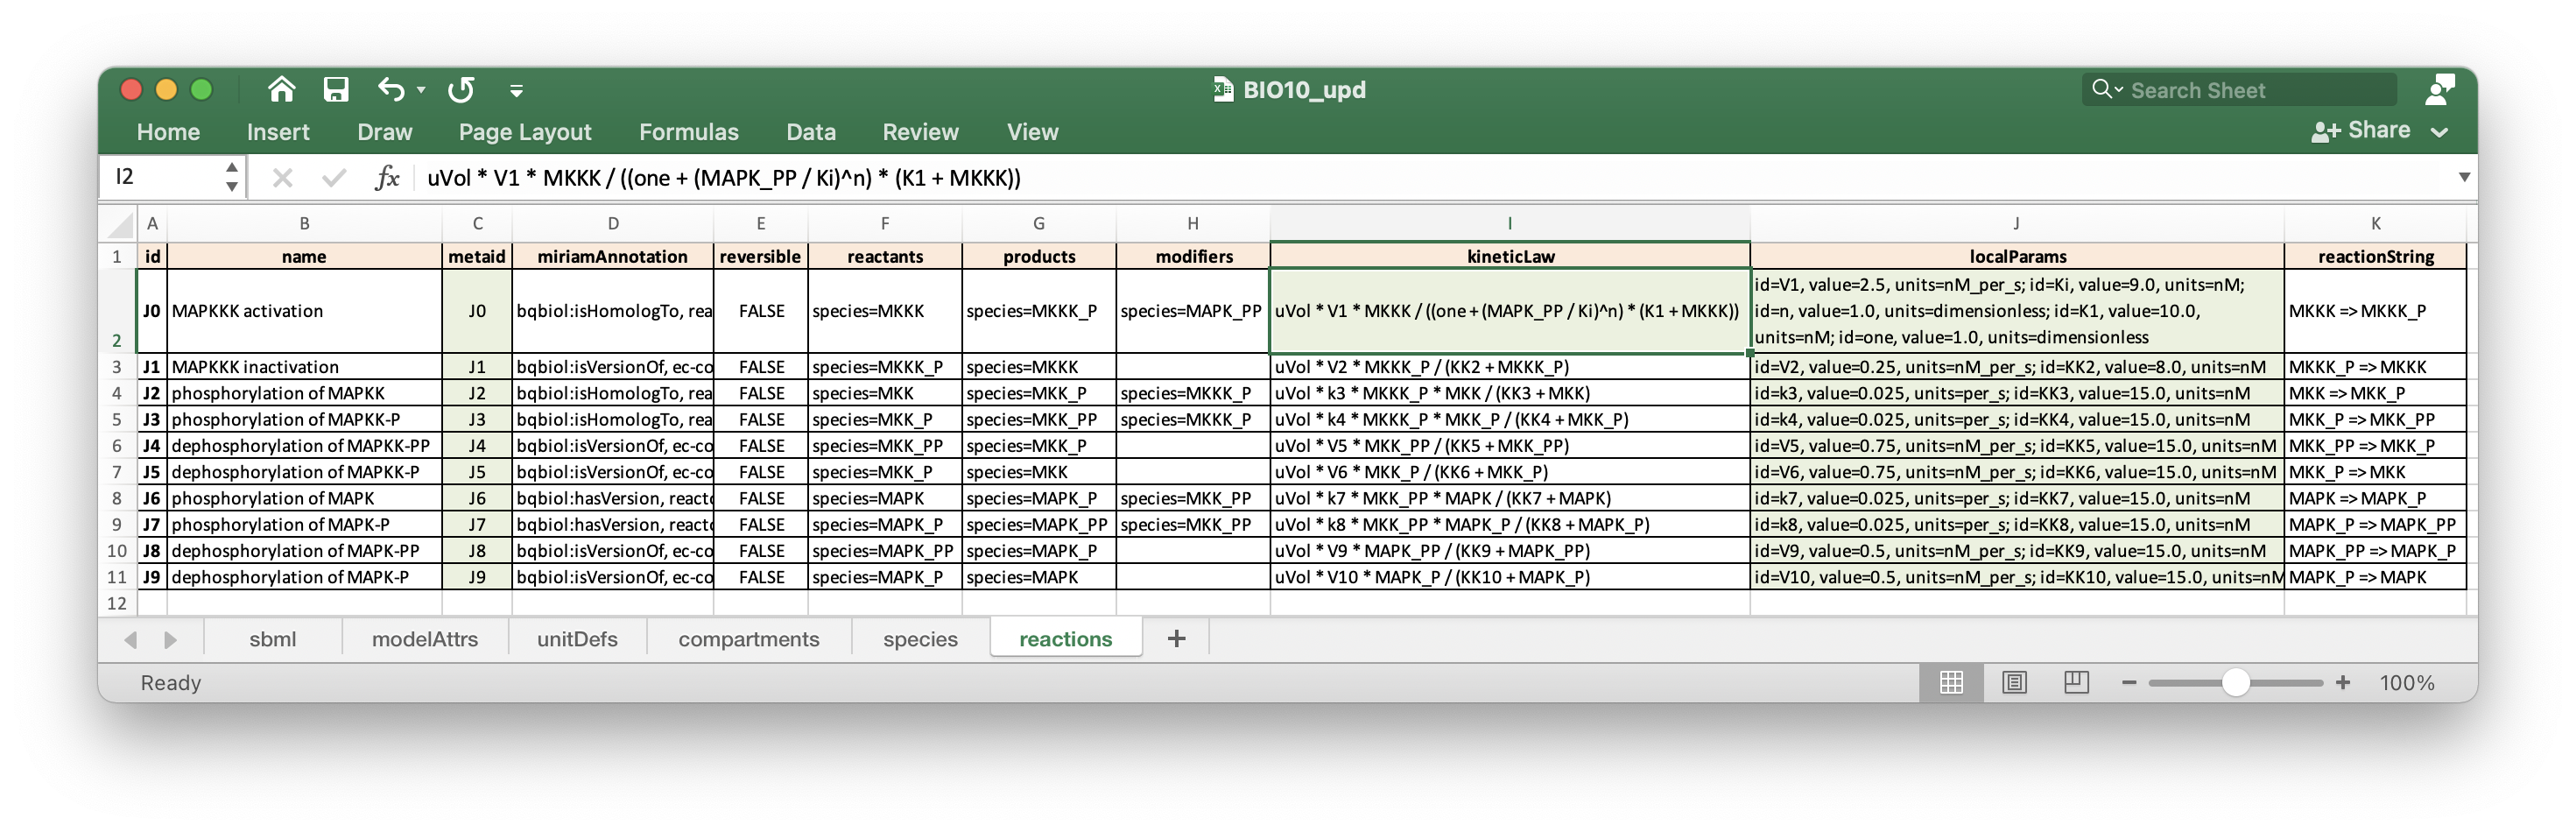 BIO10_upd
Search Sheet
Home Insert Draw Page Layout Formulas Data Review View Share
I2 fx uVol * V1 * MKKK / ((one + (MAPK_PP / Ki)^n) * (K1 + MKKK))
A B C D E F G H I J K
1 id name metaid miriamAnnotation reversible reactants products modifiers kineticLaw localParams reactionString
2 J0 MAPKKK activation J0 bqbiol:isHomologTo, rea FALSE species=MKKK species=MKKK_P species=MAPK_PP uVol * V1 * MKKK / ((one + (MAPK_PP / Ki)^n) * (K1 + MKKK)) id=V1, value=2.5, units=nM_per_s; id=Ki, value=9.0, units=nM;
id=n, value=1.0, units=dimensionless; id=K1, value=10.0,
units=nM; id=one, value=1.0, units=dimensionless MKKK => MKKK_P
3 J1 MAPKKK inactivation J1 bqbiol:isVersionOf, ec-co FALSE species=MKKK_P species=MKKK uVol * V2 * MKKK_P / (KK2 + MKKK_P) id=V2, value=0.25, units=nM_per_s; id=KK2, value=8.0, units=nM MKKK_P => MKKK
4 J2 phosphorylation of MAPKK J2 bqbiol:isHomologTo, rea FALSE species=MKK species=MKK_P species=MKKK_P uVol * k3 * MKKK_P * MKK / (KK3 + MKK) id=k3, value=0.025, units=per_s; id=KK3, value=15.0, units=nM MKK => MKK_P
5 J3 phosphorylation of MAPKK-P J3 bqbiol:isHomologTo, rea FALSE species=MKK_P species=MKK_PP species=MKKK_P uVol * k4 * MKKK_P * MKK_P / (KK4 + MKK_P) id=k4, value=0.025, units=per_s; id=KK4, value=15.0, units=nM MKK_P => MKK_PP
6 J4 dephosphorylation of MAPKK-PP J4 bqbiol:isVersionOf, ec-co FALSE species=MKK_PP species=MKK_P uVol * V5 * MKK_PP / (KK5 + MKK_PP) id=V5, value=0.75, units=nM_per_s; id=KK5, value=15.0, units=nM MKK_PP => MKK_P
7 J5 dephosphorylation of MAPKK-P J5 bqbiol:isVersionOf, ec-co FALSE species=MKK_P species=MKK uVol * V6 * MKK_P / (KK6 + MKK_P) id=V6, value=0.75, units=nM_per_s; id=KK6, value=15.0, units=nM MKK_P => MKK
8 J6 phosphorylation of MAPK J6 bqbiol:hasVersion, reacto FALSE species=MAPK species=MAPK_P species=MKK_PP uVol * k7 * MKK_PP * MAPK / (KK7 + MAPK) id=k7, value=0.025, units=per_s; id=KK7, value=15.0, units=nM MAPK => MAPK_P
9 J7 phosphorylation of MAPK-P J7 bqbiol:hasVersion, reacto FALSE species=MAPK_P species=MAPK_PP species=MKK_PP uVol * k8 * MKK_PP * MAPK_P / (KK8 + MAPK_P) id=k8, value=0.025, units=per_s; id=KK8, value=15.0, units=nM MAPK_P => MAPK_PP
10 J8 dephosphorylation of MAPK-PP J8 bqbiol:isVersionOf, ec-co FALSE species=MAPK_PP species=MAPK_P uVol * V9 * MAPK_PP / (KK9 + MAPK_PP) id=V9, value=0.5, units=nM_per_s; id=KK9, value=15.0, units=nM MAPK_PP => MAPK_P
11 J9 dephosphorylation of MAPK-P J9 bqbiol:isVersionOf, ec-co FALSE species=MAPK_P species=MAPK uVol * V10 * MAPK_P / (KK10 + MAPK_P) id=V10, value=0.5, units=nM_per_s; id=KK10, value=15.0, units=nM MAPK_P => MAPK
12
sbml modelAttrs unitDefs compartments species reactions +
Ready 100%